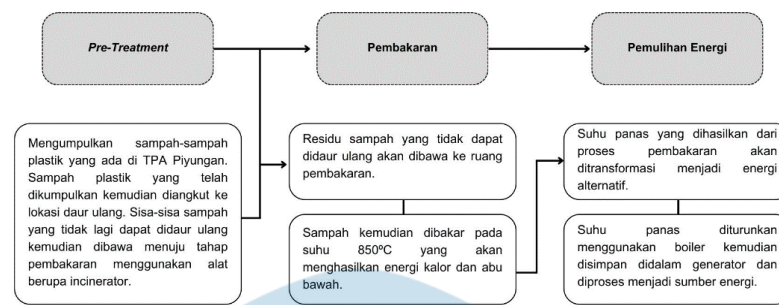 Pre-Treatment
Pembakaran
Pemulihan Energi
Mengumpulkan sampah-sampah
plastik yang ada di TPA Piyungan.
Sampah plastik yang telah
dikumpulkan kemudian diangkut ke
lokasi daur ulang. Sisa-sisa sampah
yang tidak lagi dapat didaur ulang
kemudian dibawa menuju tahap
pembakaran menggunakan alat
berupa incinerator.
Residu sampah yang tidak dapat
didaur ulang akan dibawa ke ruang
pembakaran.
Sampah kemudian dibakar pada
suhu 850ºC yang akan
menghasilkan energi kalor dan abu
bawah.
Suhu panas yang dihasilkan dari
proses pembakaran akan
ditransformasi menjadi energi
alternatif.
Suhu panas diturunkan
menggunakan boiler kemudian
disimpan didalam generator dan
diproses menjadi sumber energi.